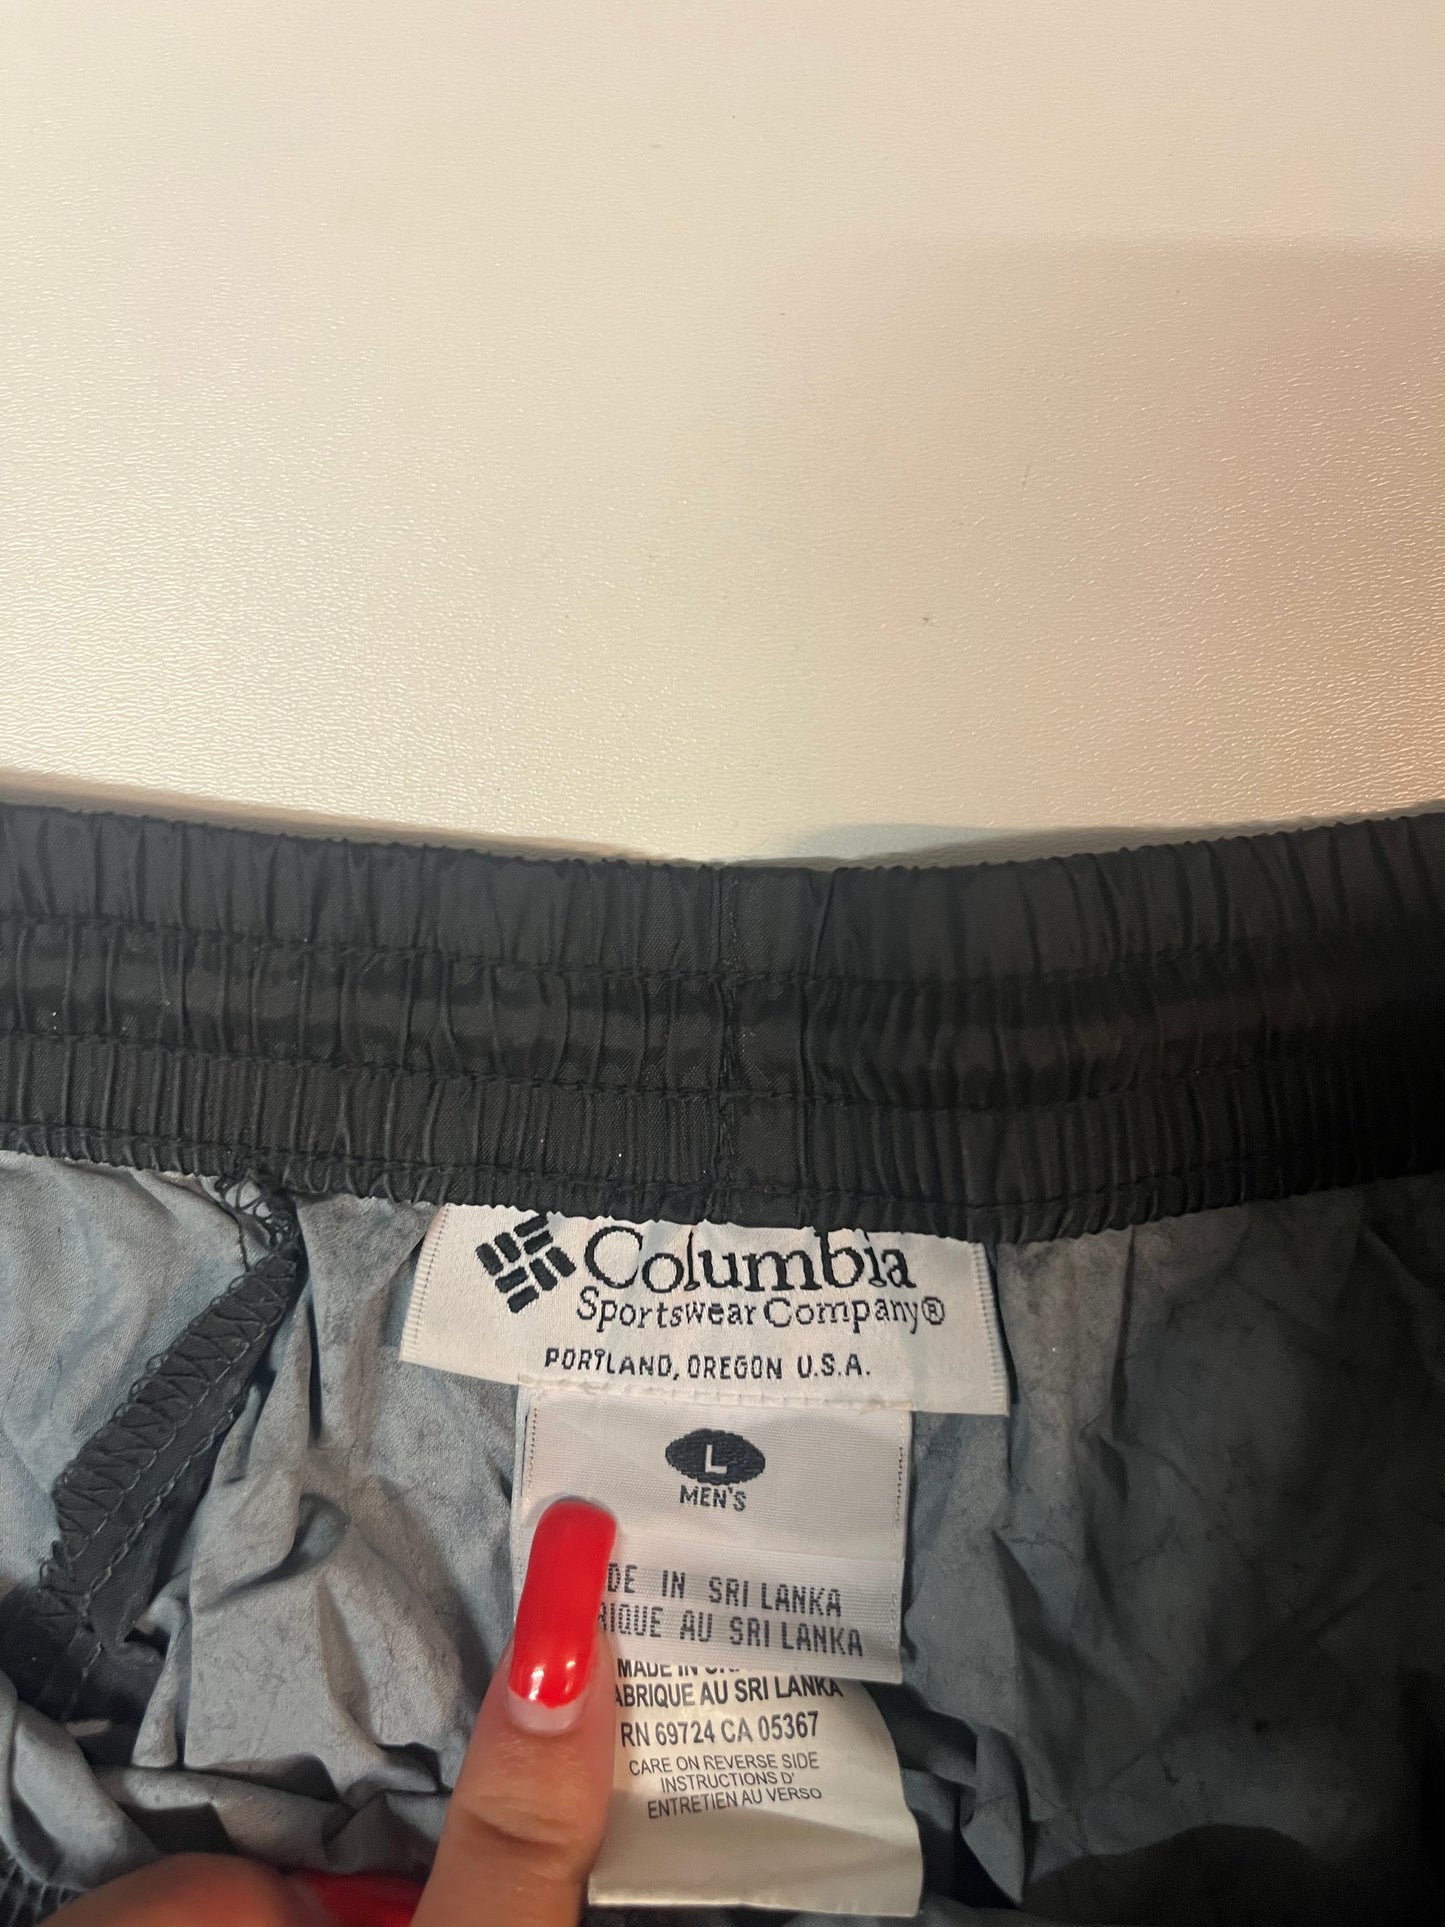 Columbia
Sportswear Company®
PORTLAND, OREGON U.S.A.
L
MEN'S
DE IN SRI LANKA
RIQUE AU SRI LANKA
MADE IN
ABRIQUE AU SRI LANKA
RN 69724 CA 05367
CARE ON REVERSE SIDE
INSTRUCTIONS D'
ENTRETIEN AU VERSO